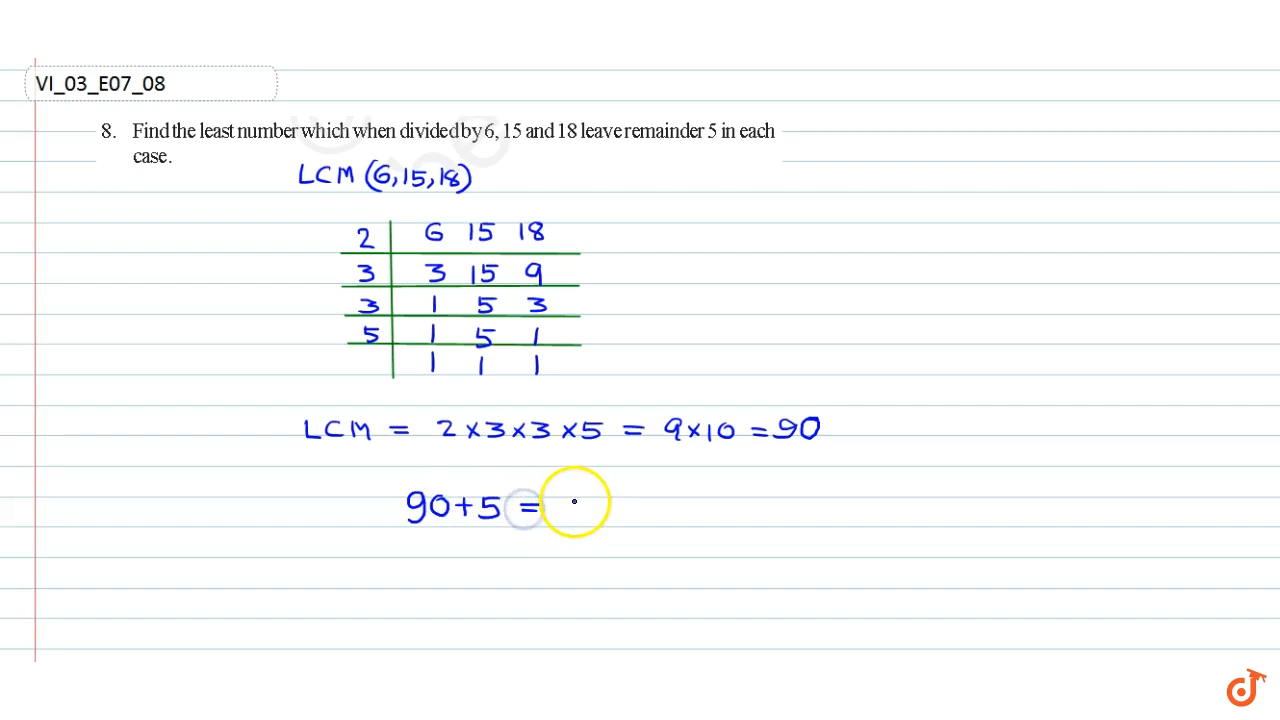 VI_03_E07_08
8. Find the least number which when divided by 6, 15 and 18 leave remainder 5 in each
case.
LCM (6,15,18)
2 6 15 18
3 3 15 9
3 1 5 3
5 1 5 1
1 1 1
LCM = 2×3×3×5 = 9×10 = 90
90+5 =